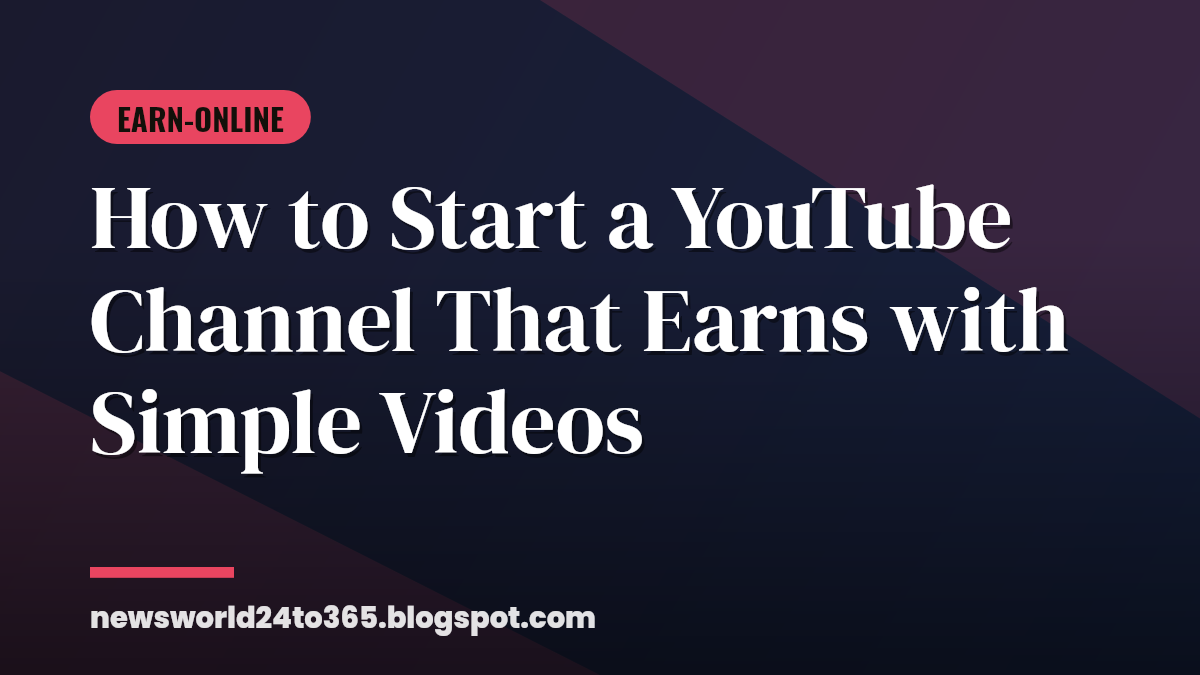 EARN-ONLINE
How to Start a YouTube
Channel That Earns with
Simple Videos
newsworld24to365.blogspot.com